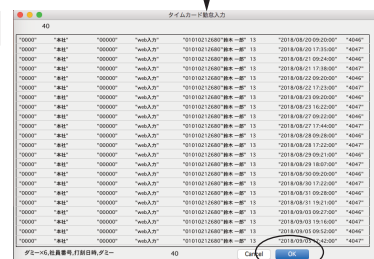 タイムカード勤怠入力
40
"0000" "本社" "00000" "web入力" "01010212680"鈴木 一郎" 13 "2018/08/20 09:20:00" "4046"
"0000" "本社" "00000" "web入力" "01010212680"鈴木 一郎" 13 "2018/08/20 17:35:00" "4047"
"0000" "本社" "00000" "web入力" "01010212680"鈴木 一郎" 13 "2018/08/21 09:24:00" "4046"
"0000" "本社" "00000" "web入力" "01010212680"鈴木 一郎" 13 "2018/08/21 17:38:00" "4047"
"0000" "本社" "00000" "web入力" "01010212680"鈴木 一郎" 13 "2018/08/22 09:20:00" "4046"
"0000" "本社" "00000" "web入力" "01010212680"鈴木 一郎" 13 "2018/08/22 17:23:00" "4047"
"0000" "本社" "00000" "web入力" "01010212680"鈴木 一郎" 13 "2018/08/23 09:20:00" "4046"
"0000" "本社" "00000" "web入力" "01010212680"鈴木 一郎" 13 "2018/08/23 16:22:00" "4047"
"0000" "本社" "00000" "web入力" "01010212680"鈴木 一郎" 13 "2018/08/27 09:22:00" "4046"
"0000" "本社" "00000" "web入力" "01010212680"鈴木 一郎" 13 "2018/08/27 17:44:00" "4047"
"0000" "本社" "00000" "web入力" "01010212680"鈴木 一郎" 13 "2018/08/28 09:28:00" "4046"
"0000" "本社" "00000" "web入力" "01010212680"鈴木 一郎" 13 "2018/08/28 17:22:00" "4047"
"0000" "本社" "00000" "web入力" "01010212680"鈴木 一郎" 13 "2018/08/29 09:21:00" "4046"
"0000" "本社" "00000" "web入力" "01010212680"鈴木 一郎" 13 "2018/08/29 18:07:00" "4047"
"0000" "本社" "00000" "web入力" "01010212680"鈴木 一郎" 13 "2018/08/30 09:20:00" "4046"
"0000" "本社" "00000" "web入力" "01010212680"鈴木 一郎" 13 "2018/08/30 17:22:00" "4047"
"0000" "本社" "00000" "web入力" "01010212680"鈴木 一郎" 13 "2018/08/31 09:28:00" "4046"
"0000" "本社" "00000" "web入力" "01010212680"鈴木 一郎" 13 "2018/08/31 19:21:00" "4047"
"0000" "本社" "00000" "web入力" "01010212680"鈴木 一郎" 13 "2018/09/03 09:27:00" "4046"
"0000" "本社" "00000" "web入力" "01010212680"鈴木 一郎" 13 "2018/09/03 19:16:00" "4047"
"0000" "本社" "00000" "web入力" "01010212680"鈴木 一郎" 13 "2018/09/05 09:12:00" "4046"
"0000" "本社" "00000" "web入力" "01010212680"鈴木 一郎" 13 "2018/09/05 17:42:00" "4047"
ダミー×6,社員番号,打刻日時,ダミー 40 Cancel OK